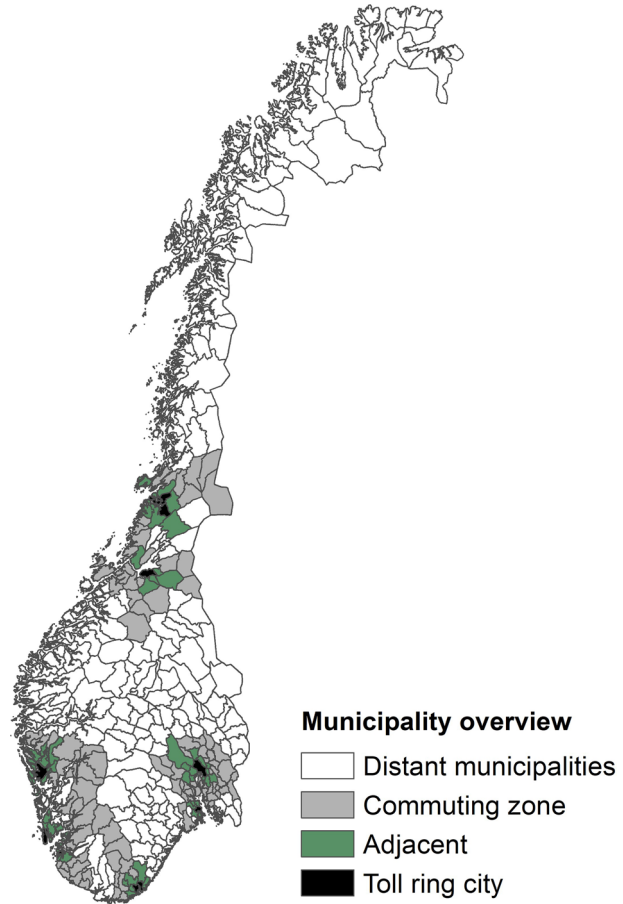 Municipality overview
Distant municipalities
Commuting zone
Adjacent
Toll ring city